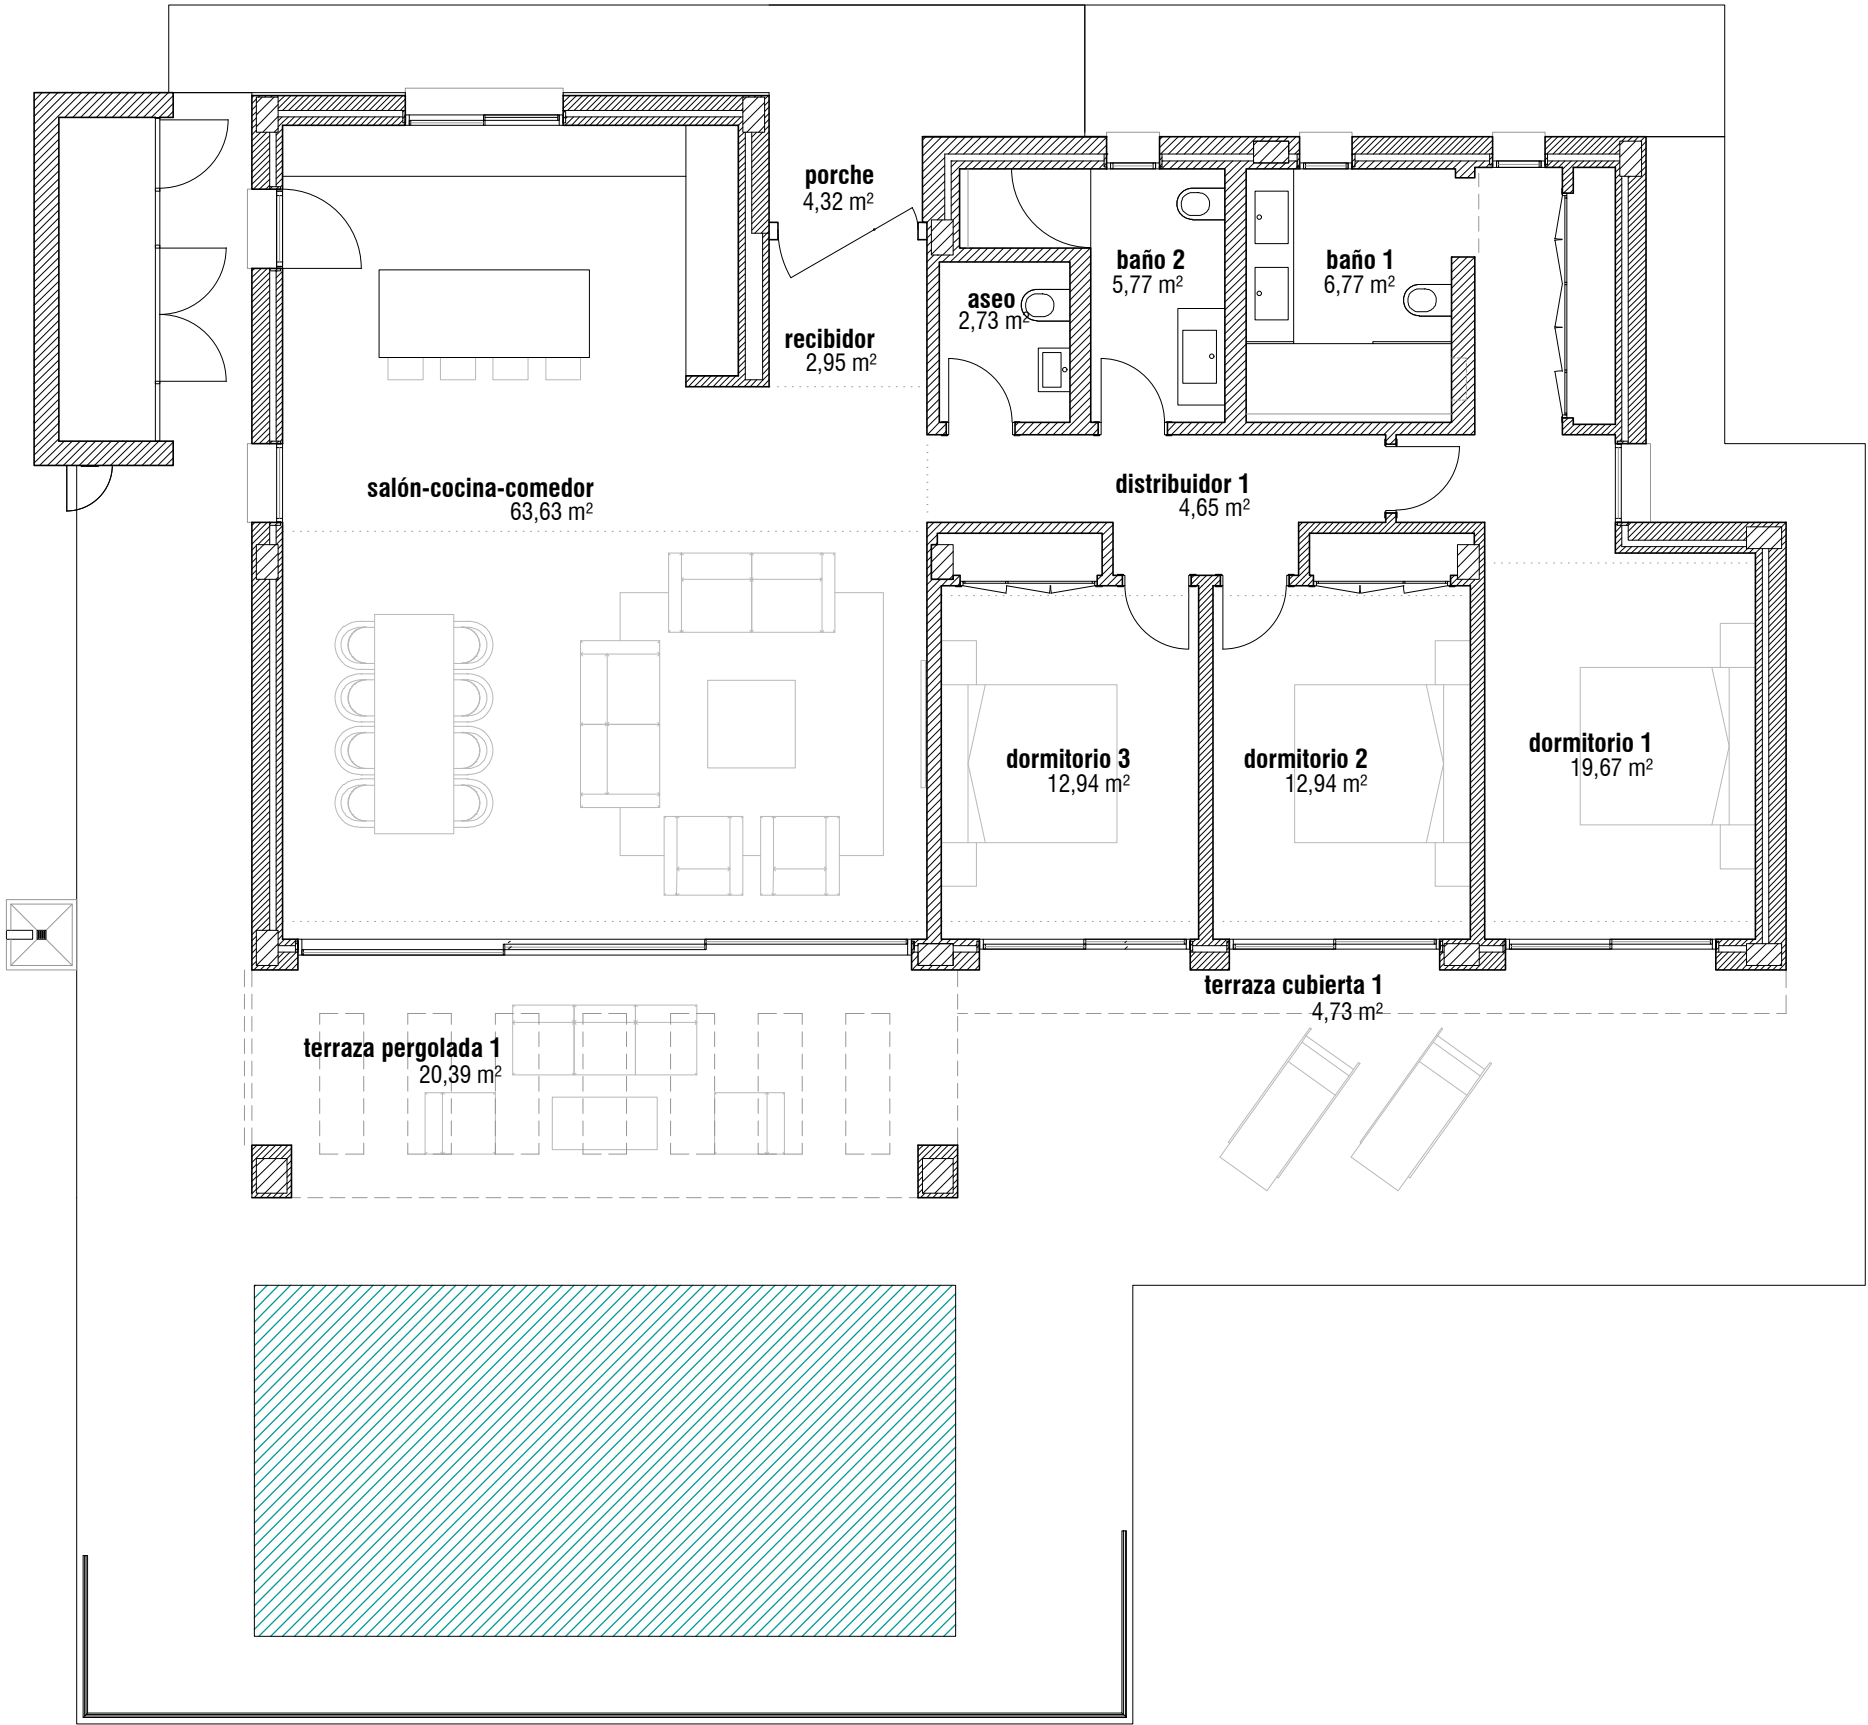 porche
4,32 m²
baño 2
5,77 m²
baño 1
6,77 m²
aseo
2,73 m²
recibidor
2,95 m²
salón-cocina-comedor
63,63 m²
distribuidor 1
4,65 m²
dormitorio 3
12,94 m²
dormitorio 2
12,94 m²
dormitorio 1
19,67 m²
terraza cubierta 1
4,73 m²
terraza pergolada 1
20,39 m²